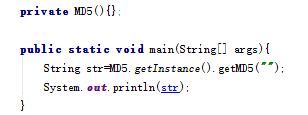 private MD5(){};
public static void main(String[] args){
String str=MD5.getInstance().getMD5("");
System.out.println(str);
}